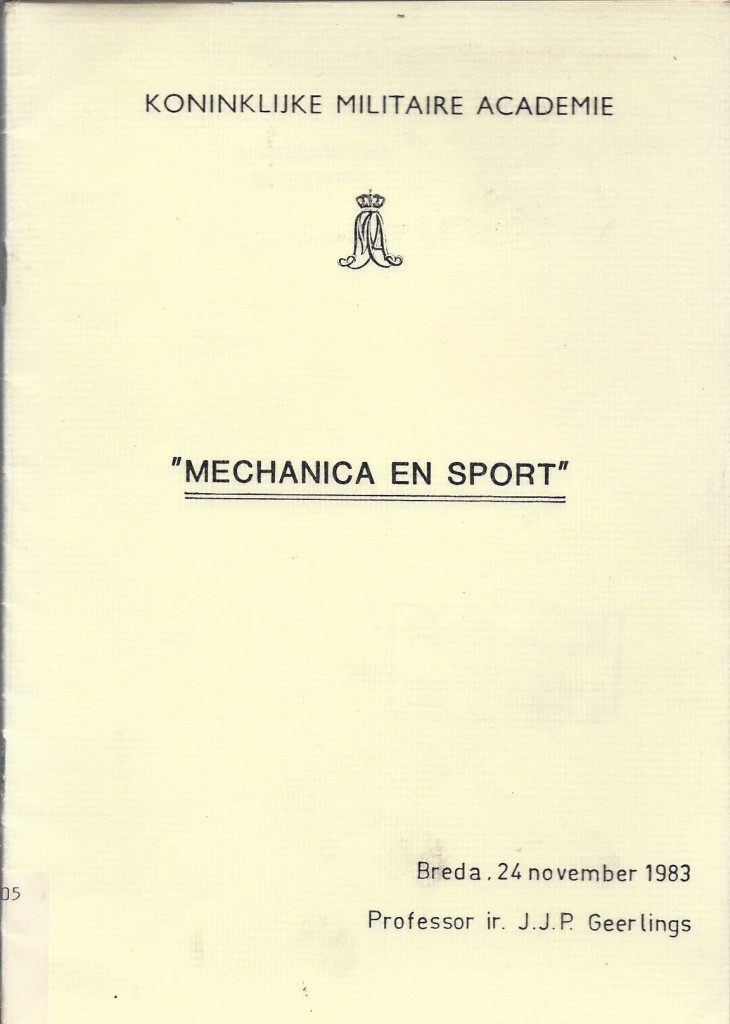 KONINKLIJKE MILITAIRE ACADEMIE
"MECHANICA EN SPORT"
Breda, 24 november 1983
05
Professor ir. J.J.P. Geerlings